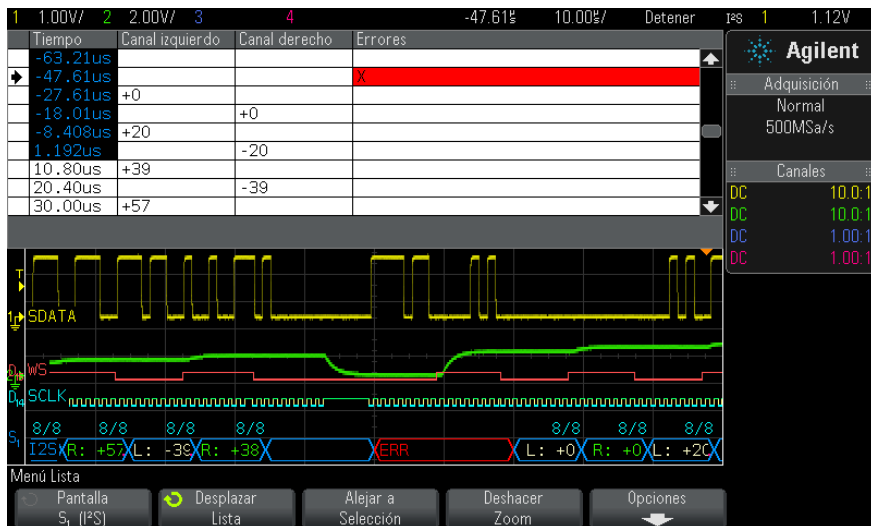 1 1.00V/ 2 2.00V/ 3 4 -47.61µs 10.00µs/ Detener I²S 1 1.12V
Tiempo Canal izquierdo Canal derecho Errores
-63.21us
-47.61us X
-27.61us +0
-18.01us +0
-8.408us +20
1.192us -20
10.80us +39
20.40us -39
30.00us +57
Agilent
Adquisición
Normal
500MSa/s
Canales
DC 10.0:1
DC 10.0:1
DC 1.00:1
DC 1.00:1
T
1 SDATA
WS
D14 SCLK
8/8 8/8 8/8 8/8 8/8 8/8 8/8
S1 I2S R: +57 L: -39 R: +38 ERR L: +0 R: +0 L: +20
Menú Lista
Pantalla
S1 (I²S)
Desplazar
Lista
Alejar a
Selección
Deshacer
Zoom
Opciones